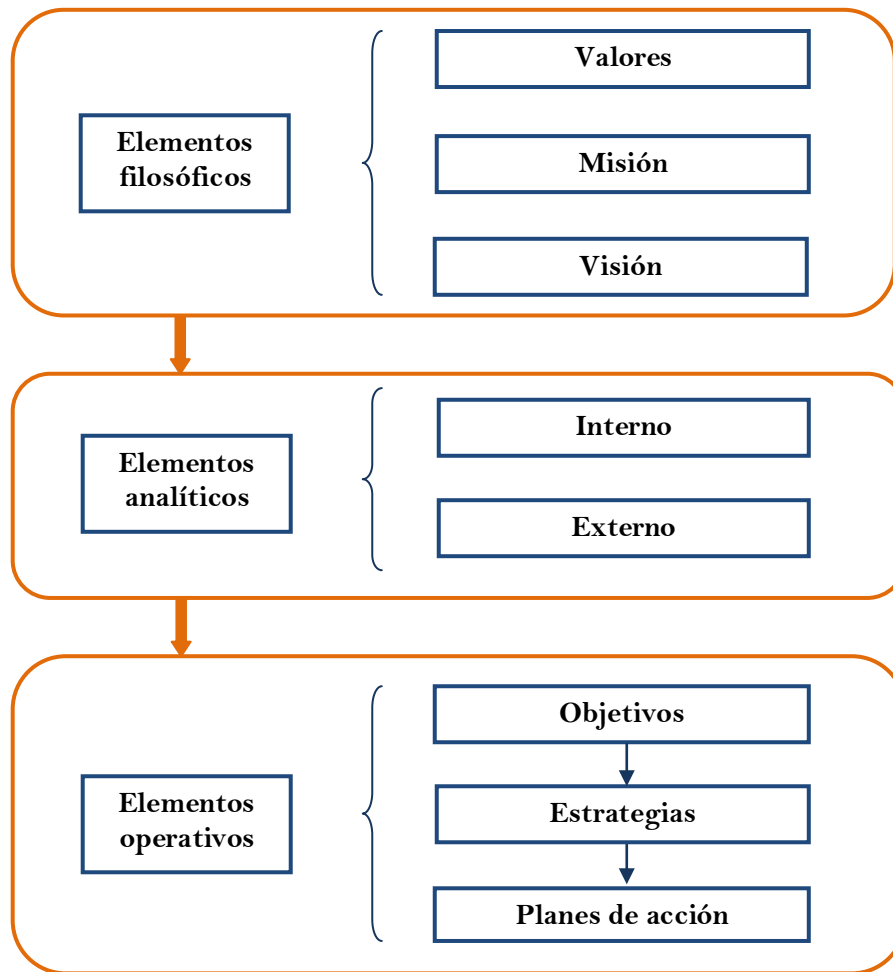 Elementos
filosóficos
Valores
Misión
Visión
Elementos
analíticos
Interno
Externo
Elementos
operativos
Objetivos
Estrategias
Planes de acción